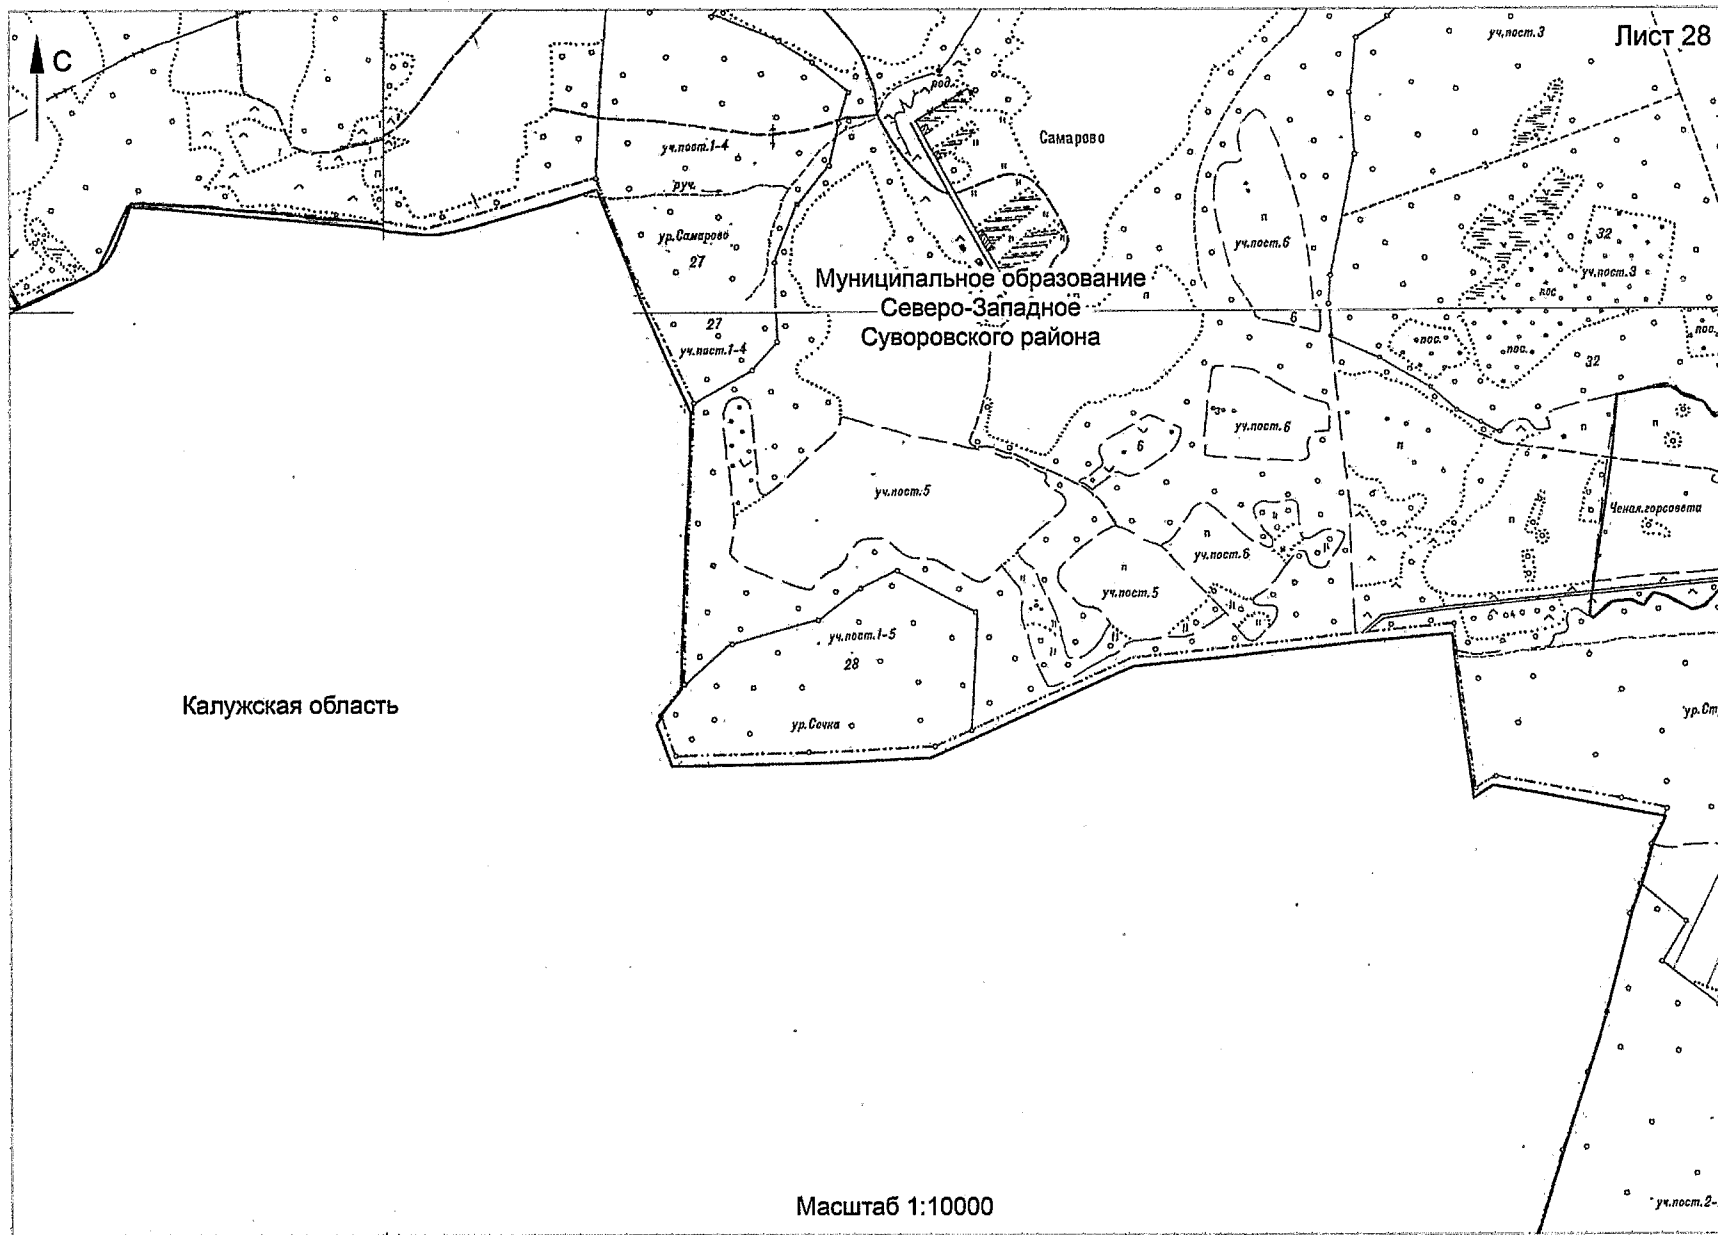 С
Лист 28
уч.пост.3
род.
Самарово
уч.пост.1-4
руч.
ур.Самарово
27
п
уч.пост.6
32
уч.пост.3
пос.
Муниципальное образование
Северо-Западное
Суворовского района
п
27
уч.пост.1-4
6
пос.
пос.
пос.
32
уч.пост.6
6
п
п
п
уч.пост.5
Ченал.горсовета
п
п
уч.пост.6
п
уч.пост.5
уч.пост.1-5
28
Калужская область
ур.Сочка
Масштаб 1:10000